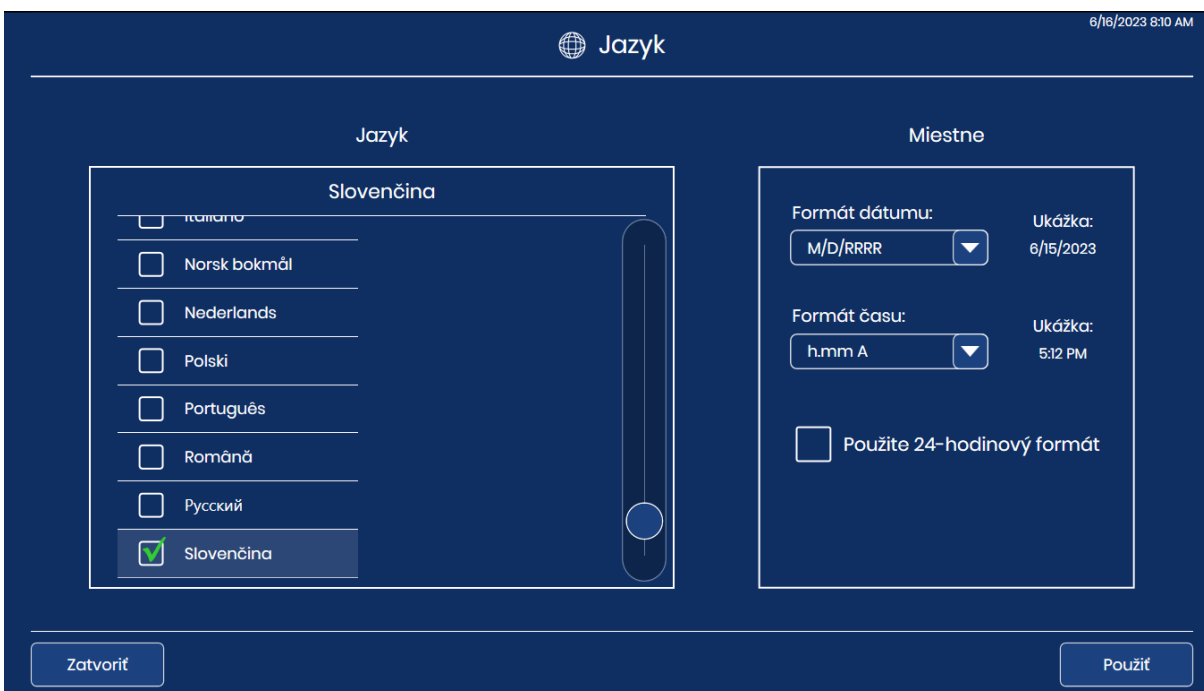 6/16/2023 8:10 AM
Jazyk
Jazyk
Slovenčina
Italiano
Norsk bokmål
Nederlands
Polski
Português
Română
Русский
Slovenčina
Miestne
Formát dátumu:
Ukážka:
M/D/RRRR
6/15/2023
Formát času:
Ukážka:
h.mm A
5:12 PM
Použite 24-hodinový formát
Zatvoriť
Použiť